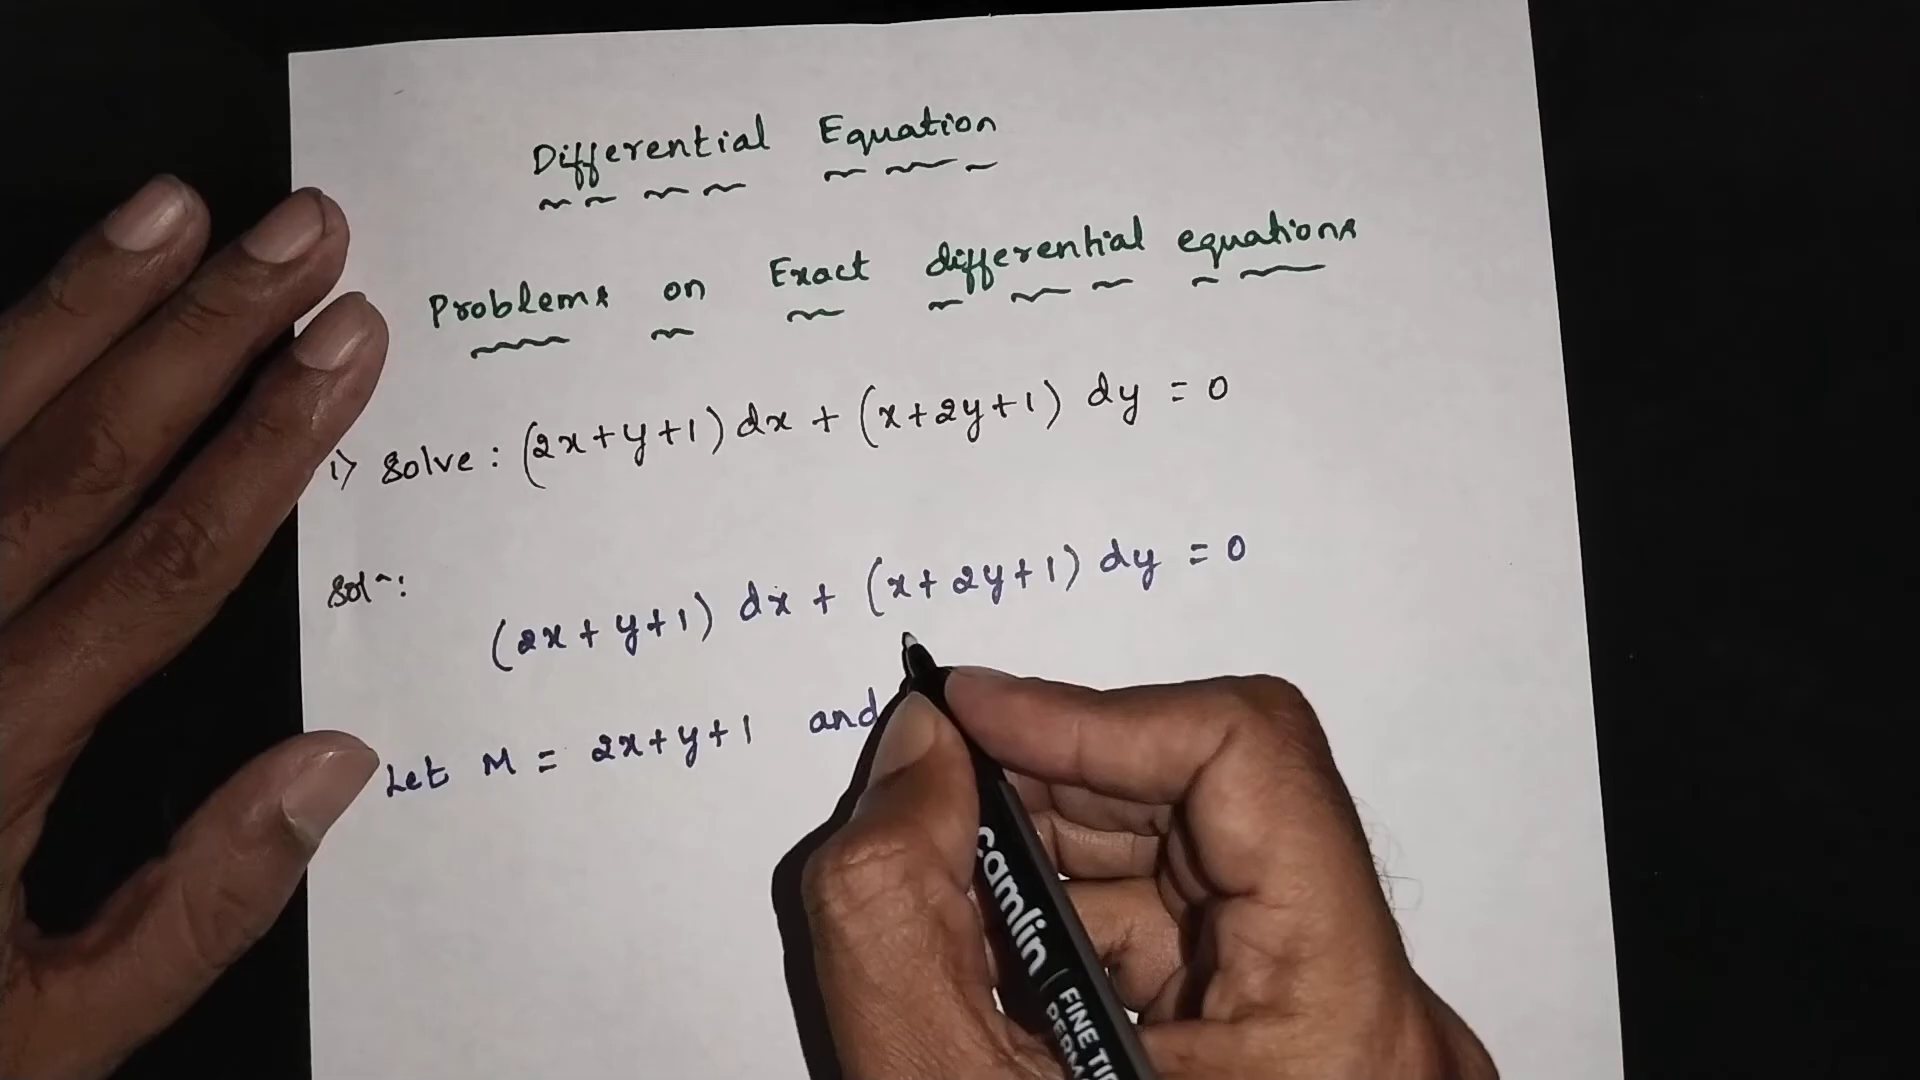 Differential Equation
Problems on Exact differential equations
1) Solve : (2x+y+1) dx + (x+2y+1) dy = 0
Sol~:
(2x+y+1) dx + (x+2y+1) dy = 0
Let M = 2x+y+1 and
camlin
FINE TIP
PERM